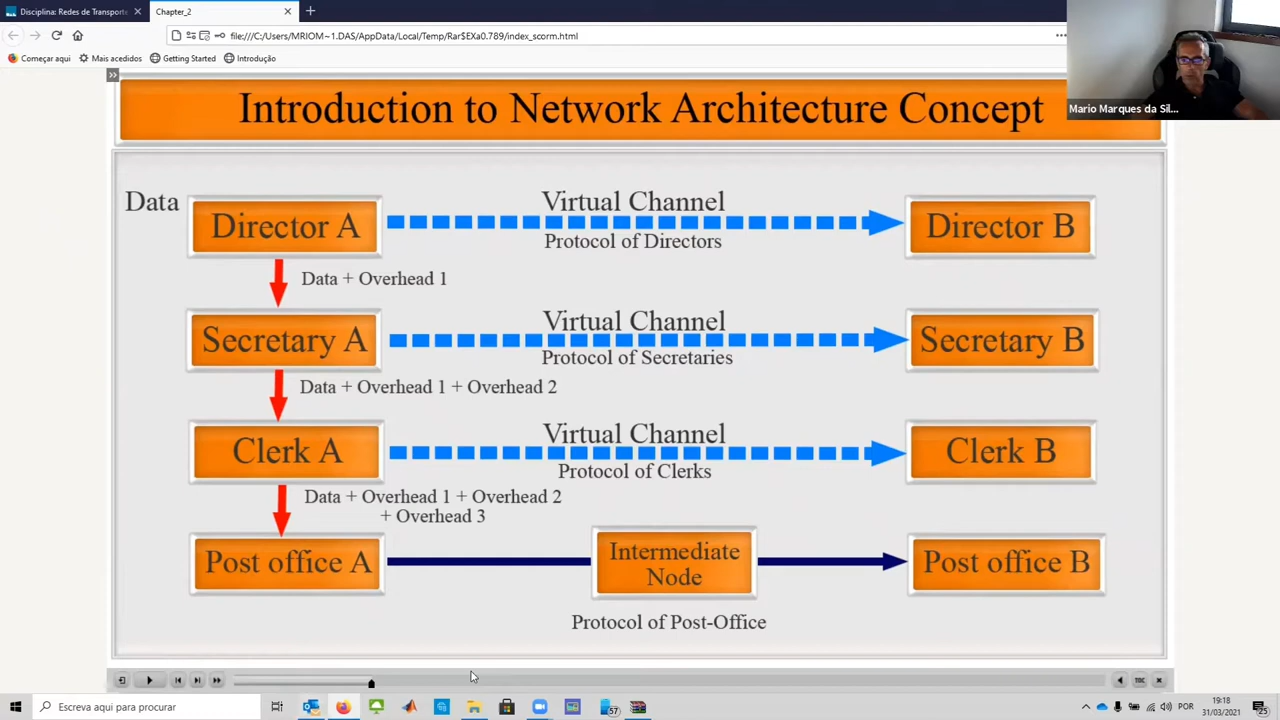 Disciplina: Redes de Transporte
Chapter_2
file:///C:/Users/MRIOM~1.DAS/AppData/Local/Temp/Rar$EXa0.789/index_scorm.html
Começar aqui
Mais acedidos
Getting Started
Introdução
Mario Marques da Sil...
Introduction to Network Architecture Concept
Data
Director A
Virtual Channel
Protocol of Directors
Director B
Data + Overhead 1
Secretary A
Virtual Channel
Protocol of Secretaries
Secretary B
Data + Overhead 1 + Overhead 2
Clerk A
Virtual Channel
Protocol of Clerks
Clerk B
Data + Overhead 1 + Overhead 2
+ Overhead 3
Post office A
Intermediate
Node
Post office B
Protocol of Post-Office
TOC
Escreva aqui para procurar
57
POR
19:18
31/03/2021
25